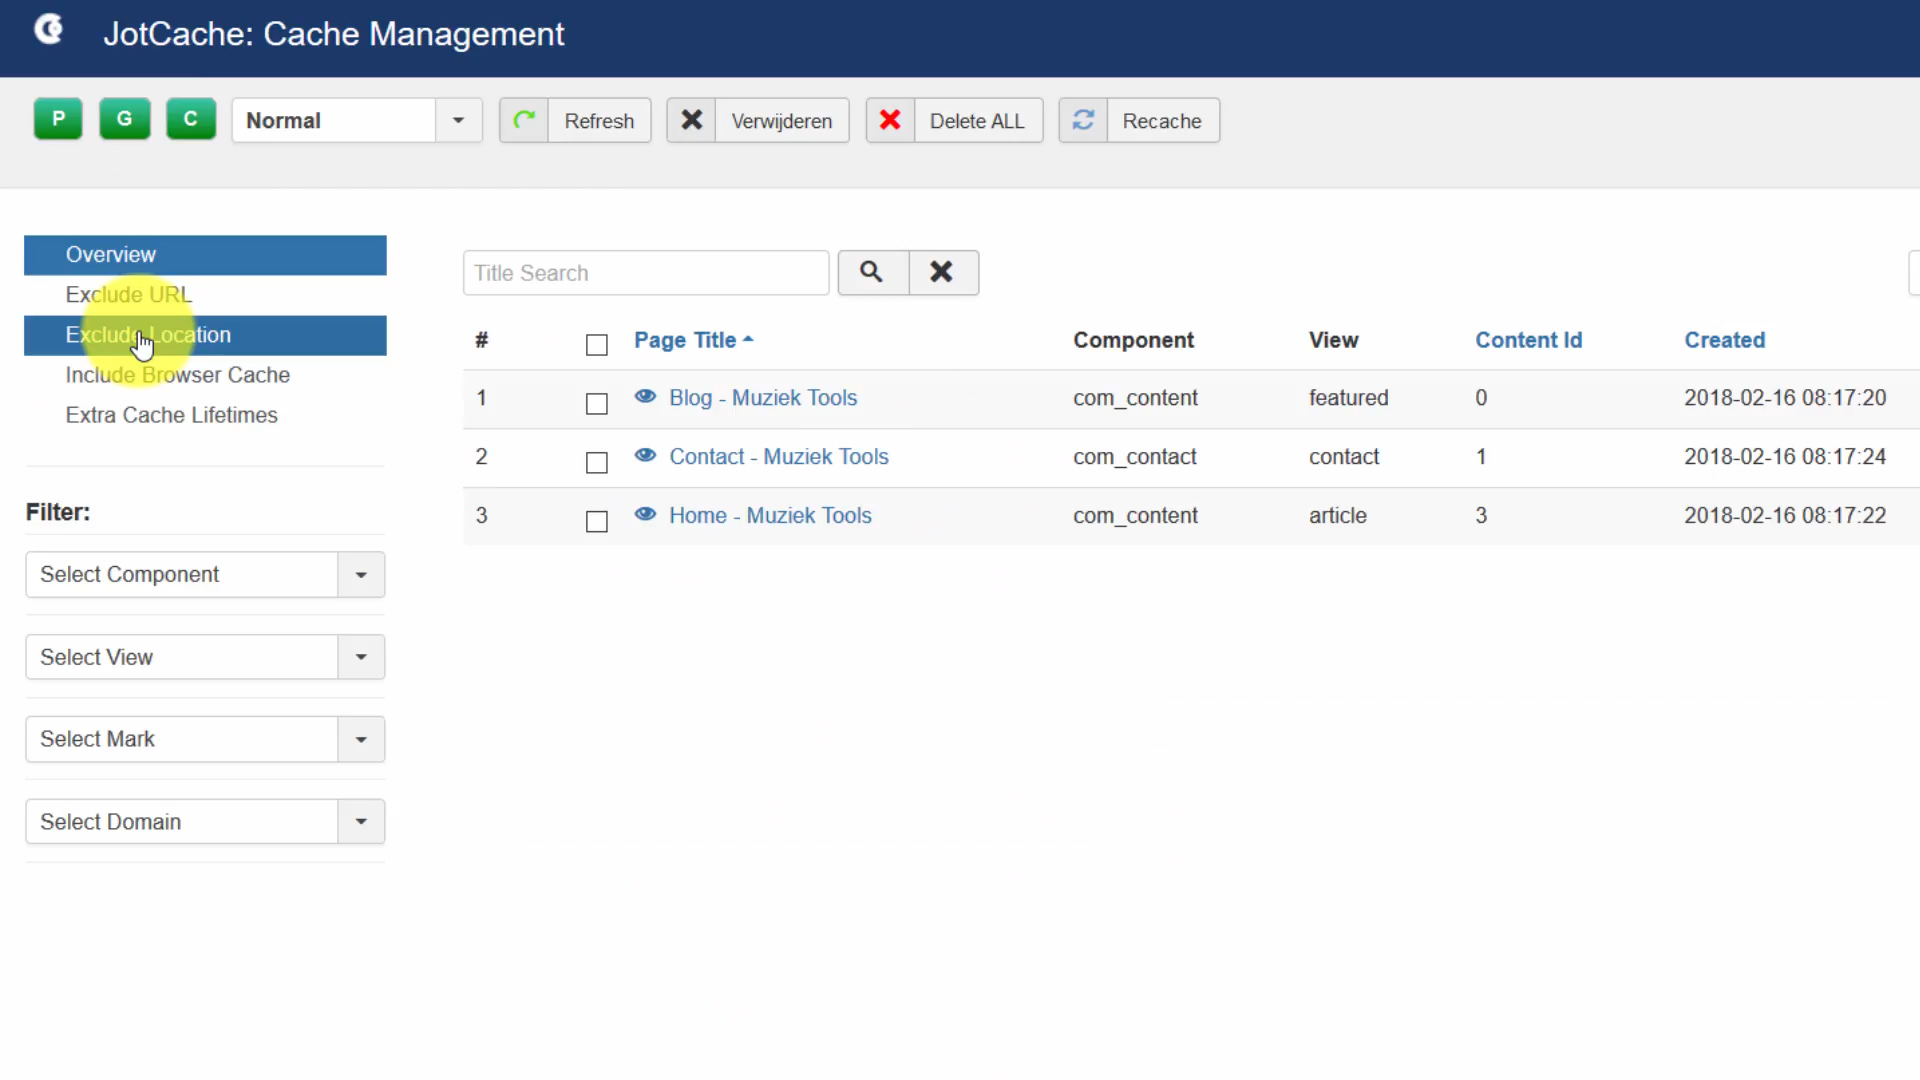 JotCache: Cache Management
P G C Normal Refresh Verwijderen Delete ALL Recache
Overview
Exclude URL
Exclude Location
Include Browser Cache
Extra Cache Lifetimes
Filter:
Select Component
Select View
Select Mark
Select Domain
Title Search
# Page Title Component View Content Id Created
1 Blog - Muziek Tools com_content featured 0 2018-02-16 08:17:20
2 Contact - Muziek Tools com_contact contact 1 2018-02-16 08:17:24
3 Home - Muziek Tools com_content article 3 2018-02-16 08:17:22